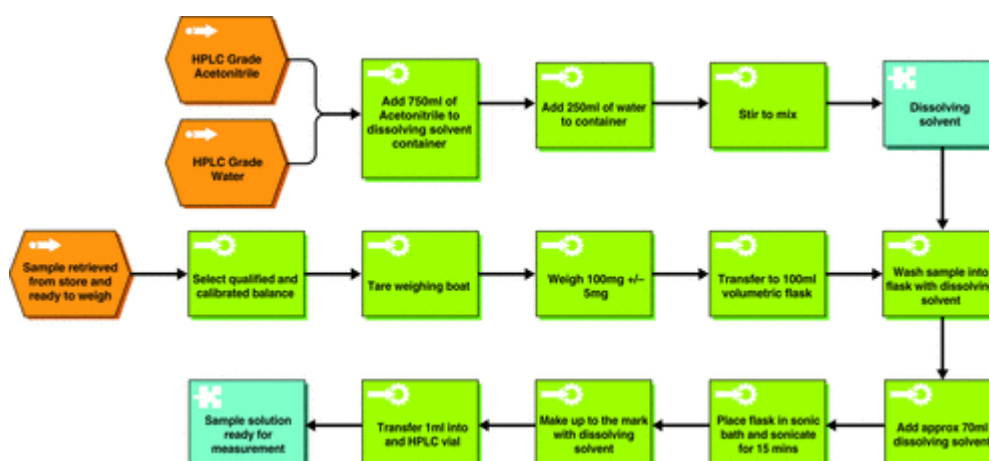 HPLC Grade
Acetonitrile
HPLC Grade
Water
Add 750ml of
Acetonitrile to
dissolving solvent
container
Add 250ml of water
to container
Stir to mix
Dissolving
solvent
Sample retrieved
from store and
ready to weigh
Select qualified and
calibrated balance
Tare weighing boat
Weigh 100mg +/–
5mg
Transfer to 100ml
volumetric flask
Wash sample into
flask with dissolving
solvent
Sample solution
ready for
measurement
Transfer 1ml into
and HPLC vial
Make up to the mark
with dissolving
solvent
Place flask in sonic
bath and sonicate
for 15 mins
Add approx 70ml
dissolving solvent